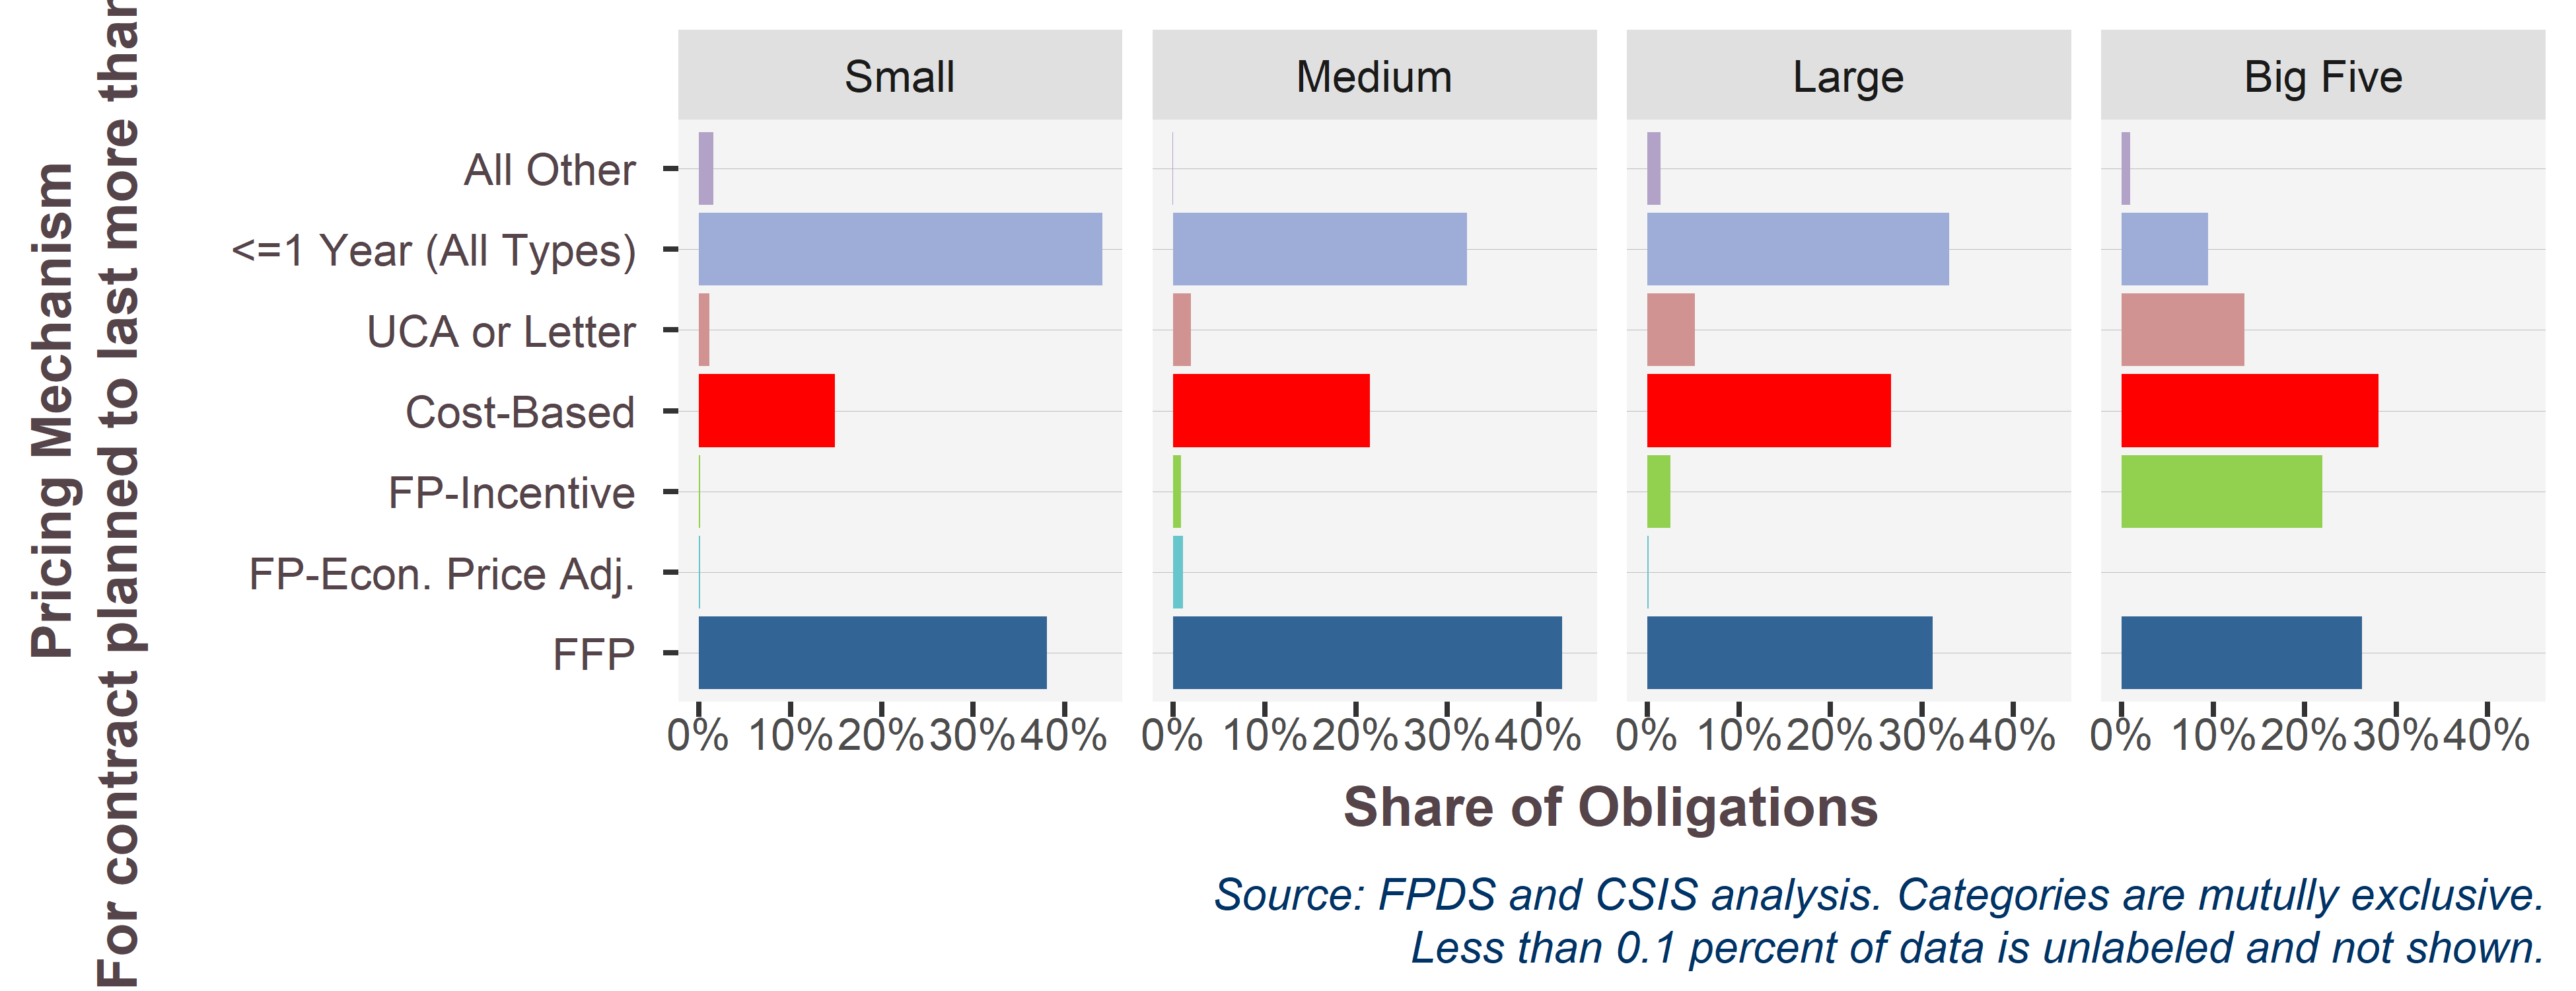 Pricing Mechanism
For contract planned to last more than
Small
Medium
Large
Big Five
All Other
<=1 Year (All Types)
UCA or Letter
Cost-Based
FP-Incentive
FP-Econ. Price Adj.
FFP
0% 10% 20% 30% 40%
0% 10% 20% 30% 40%
0% 10% 20% 30% 40%
0% 10% 20% 30% 40%
Share of Obligations
Source: FPDS and CSIS analysis. Categories are mutully exclusive.
Less than 0.1 percent of data is unlabeled and not shown.